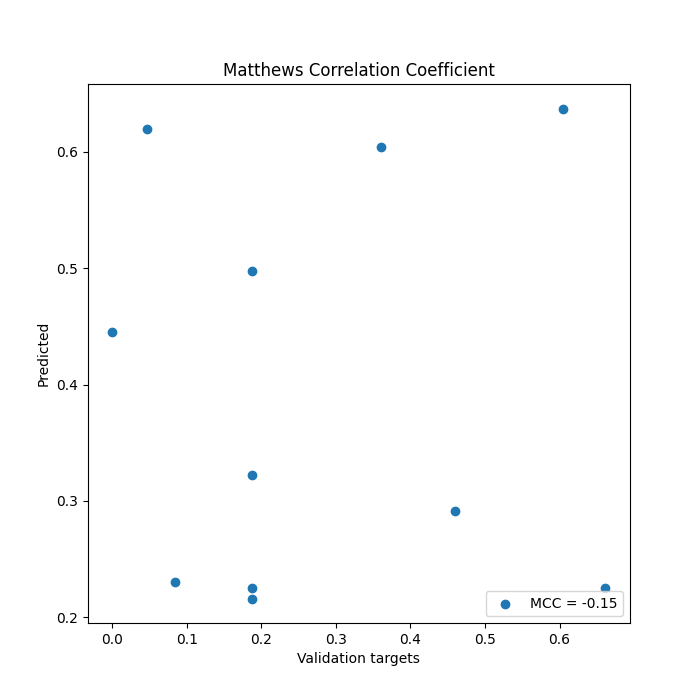 Matthews Correlation Coefficient
Predicted
0.6
0.5
0.4
0.3
0.2
MCC = -0.15
0.0 0.1 0.2 0.3 0.4 0.5 0.6
Validation targets